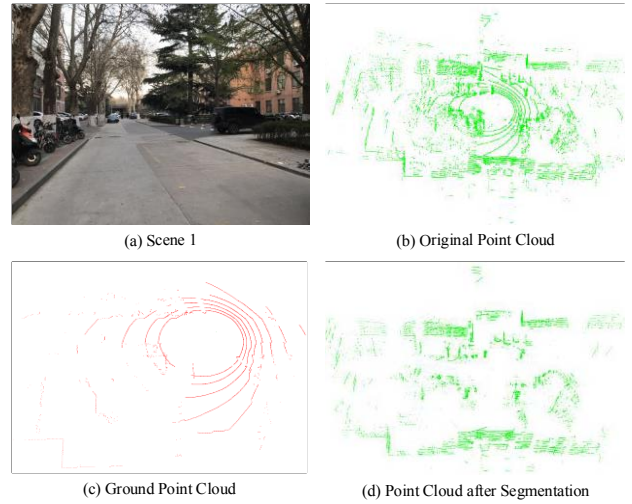 (a) Scene 1
(b) Original Point Cloud
(c) Ground Point Cloud
(d) Point Cloud after Segmentation